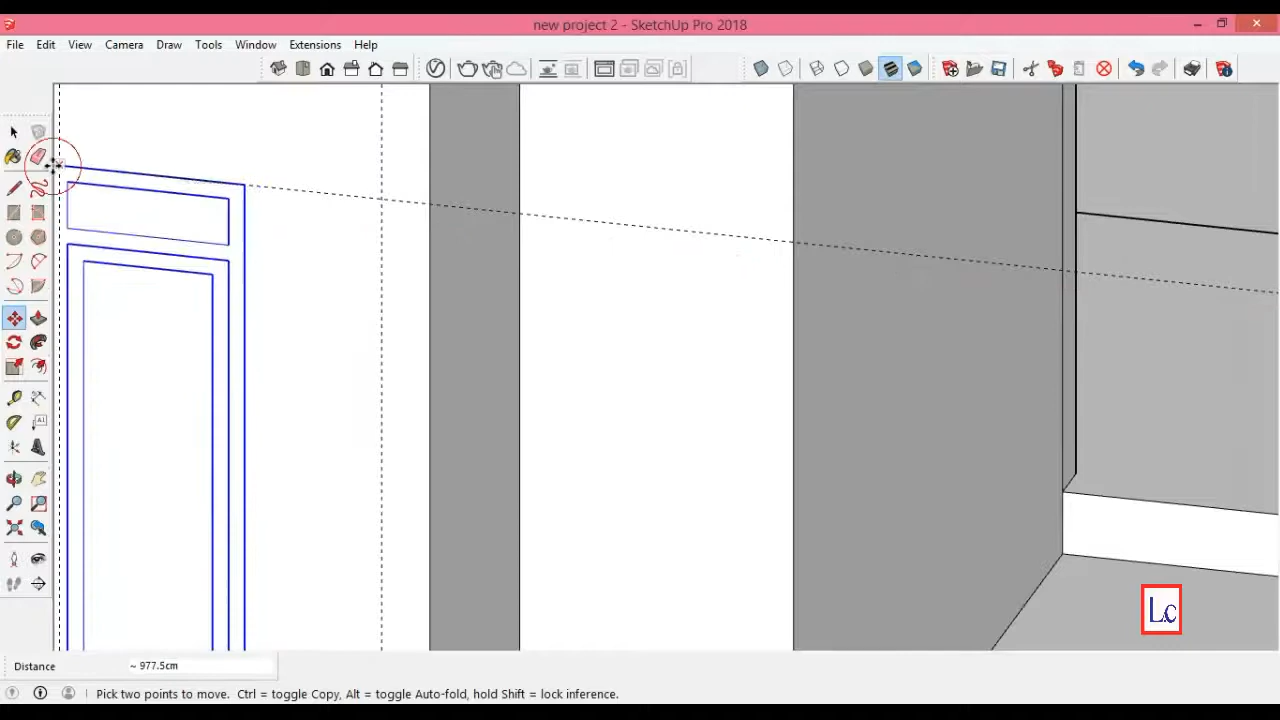 new project 2 - SketchUp Pro 2018
File Edit View Camera Draw Tools Window Extensions Help
A1
Lc
Distance ~ 977.5cm
Pick two points to move. Ctrl = toggle Copy, Alt = toggle Auto-fold, hold Shift = lock inference.